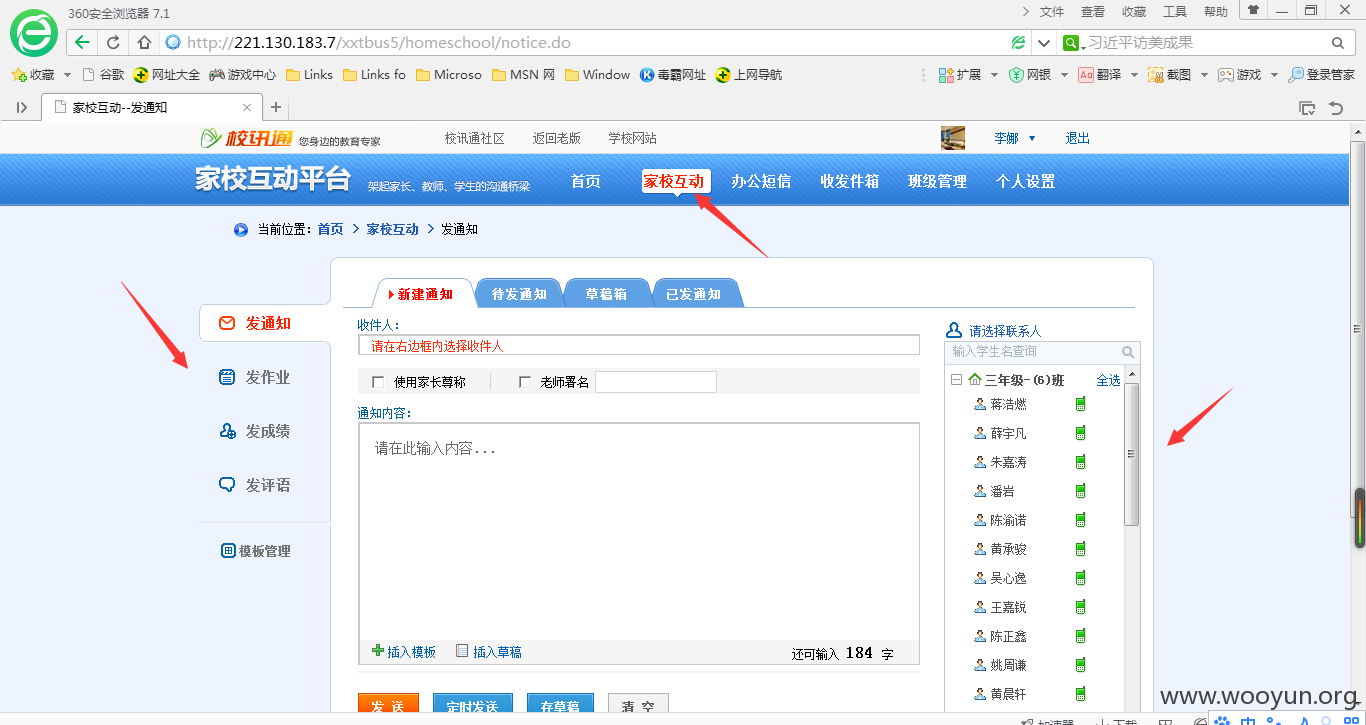 360安全浏览器 7.1
文件 查看 收藏 工具 帮助
http://221.130.183.7/xxtbus5/homeschool/notice.do
习近平访美成果
收藏 谷歌 网址大全 游戏中心 Links Links fo Microso MSN 网 Window 毒霸网址 上网导航 扩展 网银 翻译 截图 游戏 登录管家
家校互动--发通知
校讯通 您身边的教育专家 校讯通社区 返回老版 学校网站 李娜 退出
家校互动平台 架起家长、教师、学生的沟通桥梁 首页 家校互动 办公短信 收发件箱 班级管理 个人设置
当前位置: 首页 > 家校互动 > 发通知
新建通知 待发通知 草稿箱 已发通知
发通知
发作业
发成绩
发评语
模板管理
收件人:
请在右边框内选择收件人
使用家长尊称 老师署名
通知内容:
请在此输入内容...
插入模板 插入草稿 还可输入 184 字
发 送 定时发送 存草稿 清 空
请选择联系人
输入学生名查询
三年级-(6)班 全选
蒋浩燃
薛宇凡
朱嘉涛
潘岩
陈渝诺
黄承骏
吴心逸
王嘉锐
陈正鑫
姚周谦
黄晨轩
www.wooyun.org